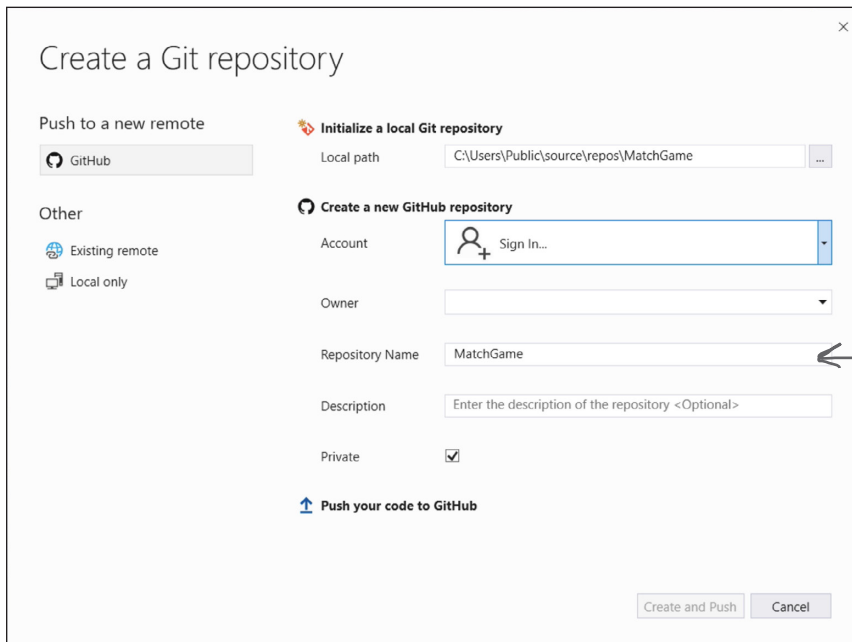 Create a Git repository
Push to a new remote
GitHub
Other
Existing remote
Local only
Initialize a local Git repository
Local path C:\Users\Public\source\repos\MatchGame ...
Create a new GitHub repository
Account Sign In...
Owner
Repository Name MatchGame
Description Enter the description of the repository <Optional>
Private
Push your code to GitHub
Create and Push Cancel